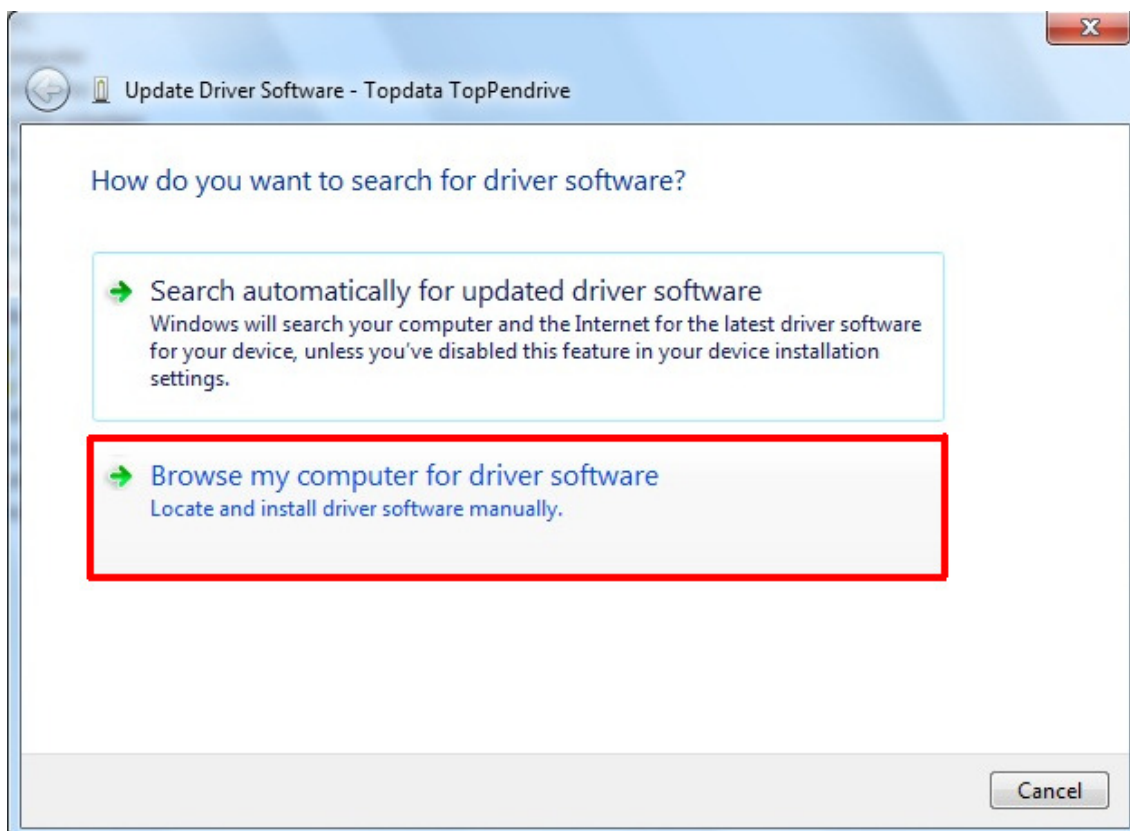 Update Driver Software - Topdata TopPendrive
How do you want to search for driver software?
Search automatically for updated driver software
Windows will search your computer and the Internet for the latest driver software
for your device, unless you've disabled this feature in your device installation
settings.
Browse my computer for driver software
Locate and install driver software manually.
Cancel